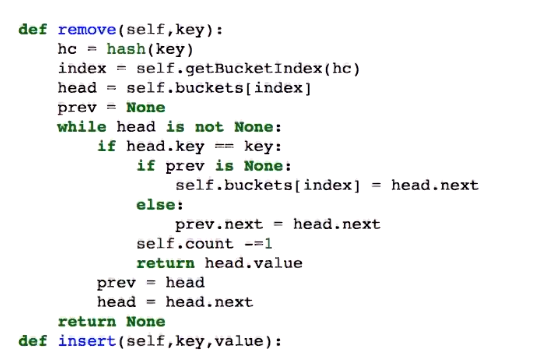 def remove(self,key):
    hc = hash(key)
    index = self.getBucketIndex(hc)
    head = self.buckets[index]
    prev = None
    while head is not None:
        if head.key == key:
            if prev is None:
                self.buckets[index] = head.next
            else:
                prev.next = head.next
            self.count -=1
            return head.value
        prev = head
        head = head.next
    return None
def insert(self,key,value):